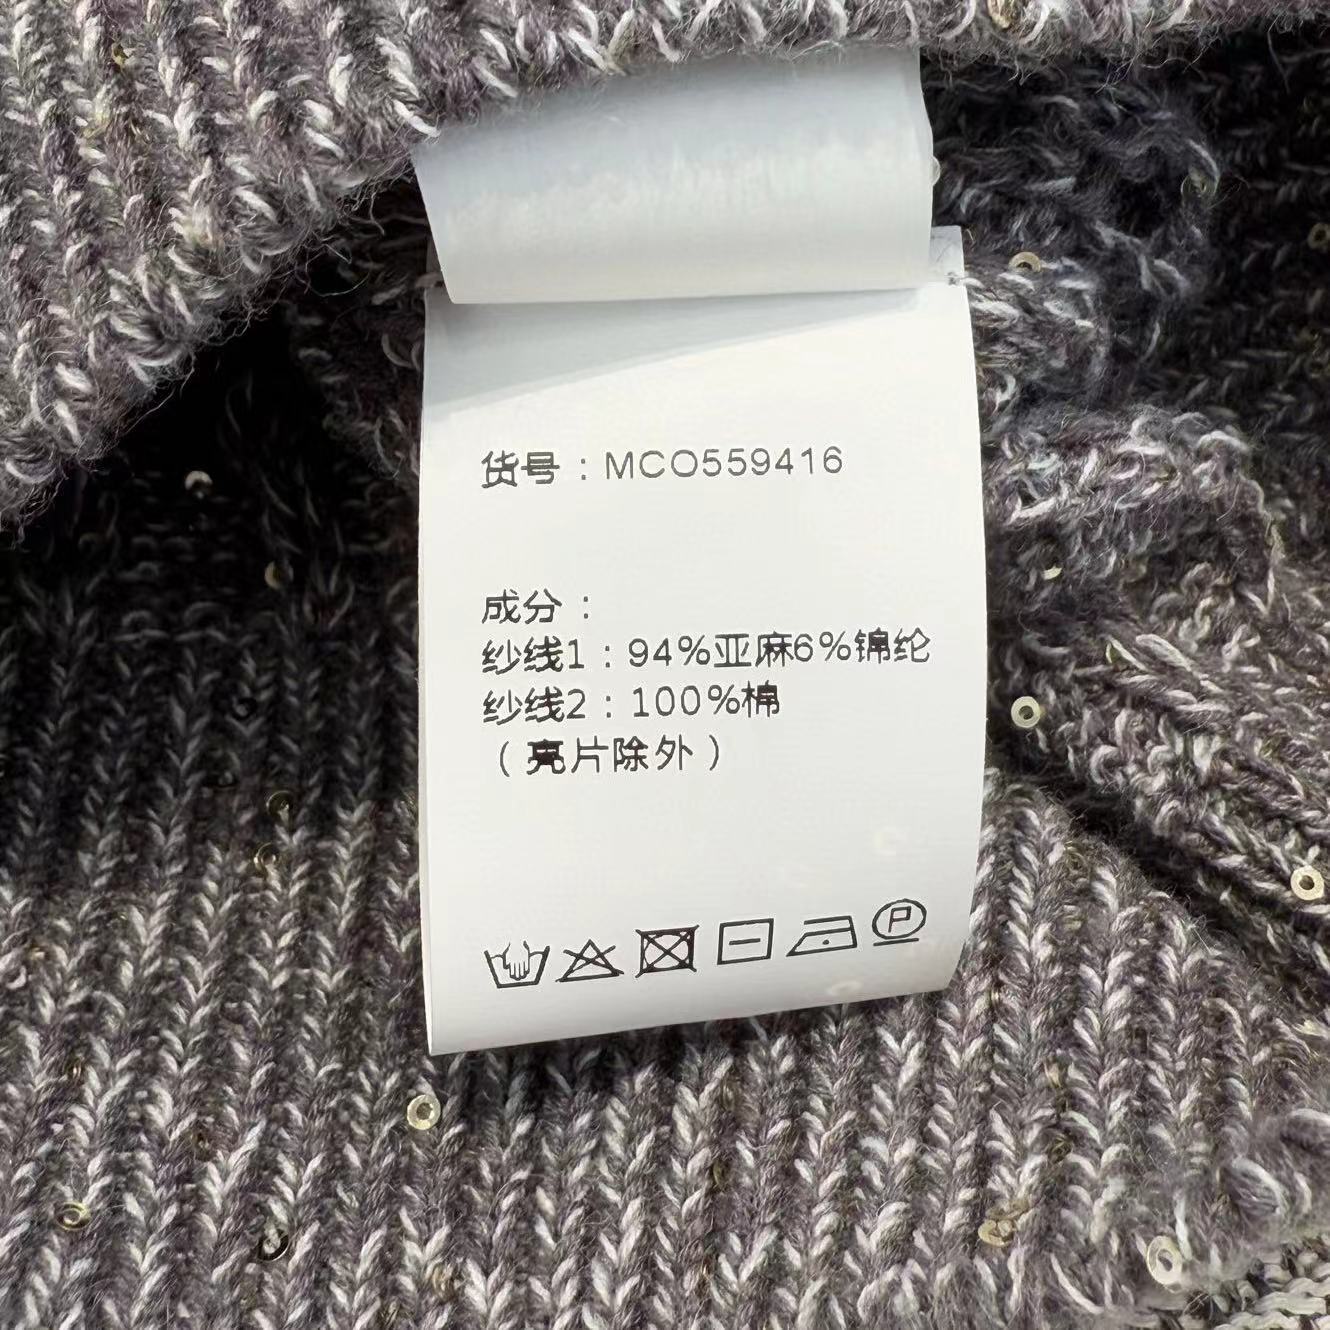 货号：MCO559416
成分：
纱线1：94%亚麻6%锦纶
纱线2：100%棉
（亮片除外）
P